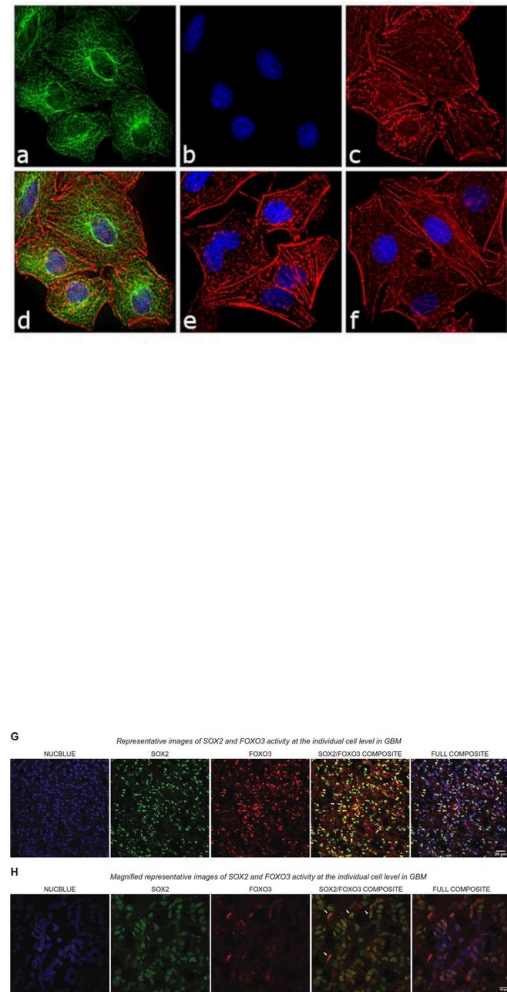 a b c
d e f
G
Representative images of SOX2 and FOXO3 activity at the individual cell level in GBM
NUCBLUE SOX2 FOXO3 SOX2/FOXO3 COMPOSITE FULL COMPOSITE
H
Magnified representative images of SOX2 and FOXO3 activity at the individual cell level in GBM
NUCBLUE SOX2 FOXO3 SOX2/FOXO3 COMPOSITE FULL COMPOSITE